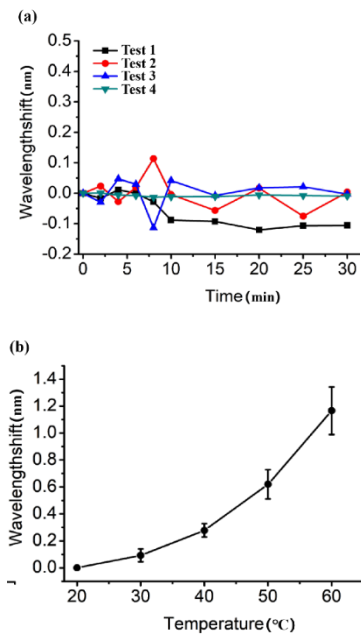 (a)
Wavelengthshift(nm)
0.5
0.4
0.3
0.2
0.1
0.0
-0.1
-0.2
Test 1
Test 2
Test 3
Test 4
0 5 10 15 20 25 30
Time(min)
(b)
Wavelengthshift(nm)
1.4
1.2
1.0
0.8
0.6
0.4
0.2
0.0
20 30 40 50 60
Temperature(°C)